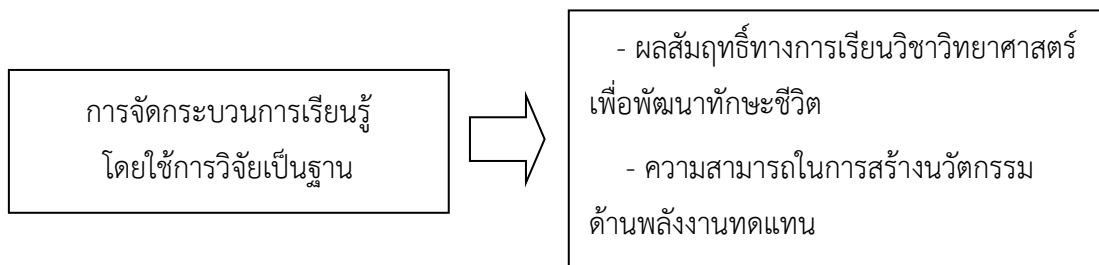 การจัดกระบวนการเรียนรู้
โดยใช้การวิจัยเป็นฐาน
- ผลสัมฤทธิ์ทางการเรียนวิชาวิทยาศาสตร์
เพื่อพัฒนาทักษะชีวิต
- ความสามารถในการสร้างนวัตกรรม
ด้านพลังงานทดแทน